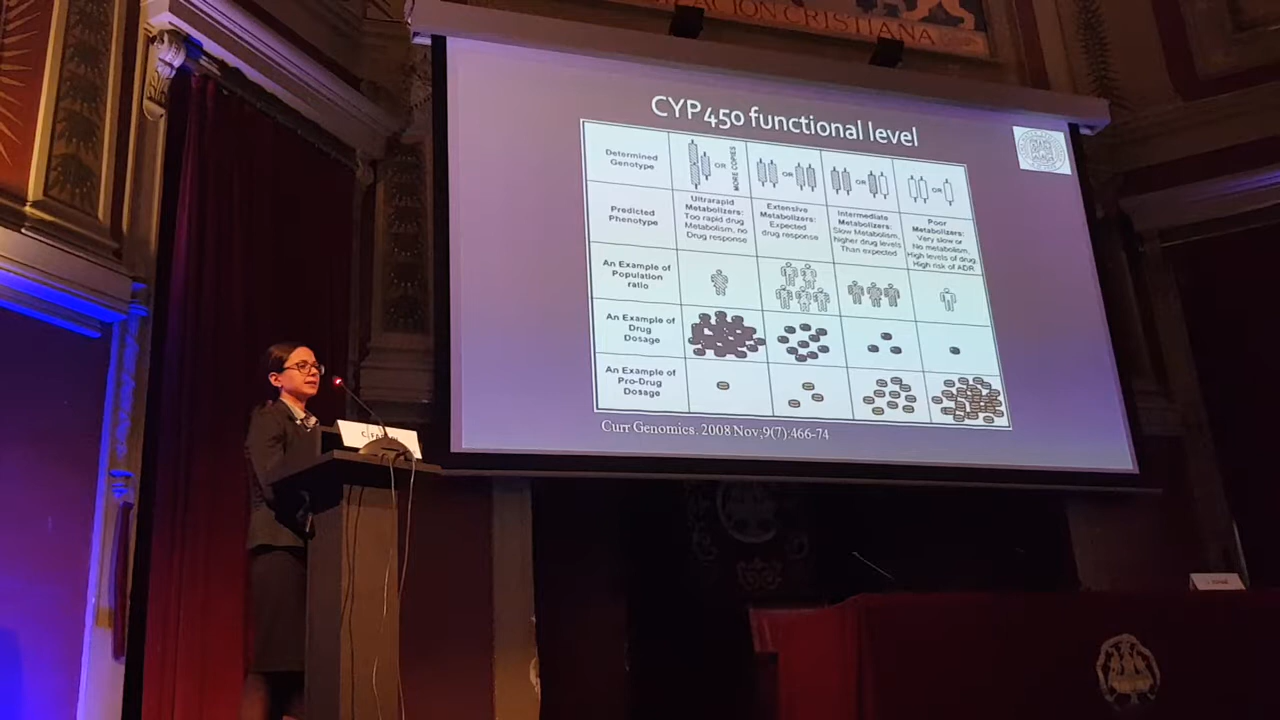 CACION CRISTIANA
CYP450 functional level
Determined
Genotype
OR
MORE COPIES
OR
OR
OR
Predicted
Phenotype
Ultrarapid
Metabolizers:
Too rapid drug
Metabolism, no
Drug response
Extensive
Metabolizers:
Expected
drug response
Intermediate
Metabolizers:
Slow Metabolism,
higher drug levels
Than expected
Poor
Metabolizers:
Very slow or
No metabolism,
High levels of drug,
High risk of ADR
An Example of
Population
ratio
An Example of
Drug
Dosage
An Example of
Pro-Drug
Dosage
Curr Genomics. 2008 Nov;9(7):466-74